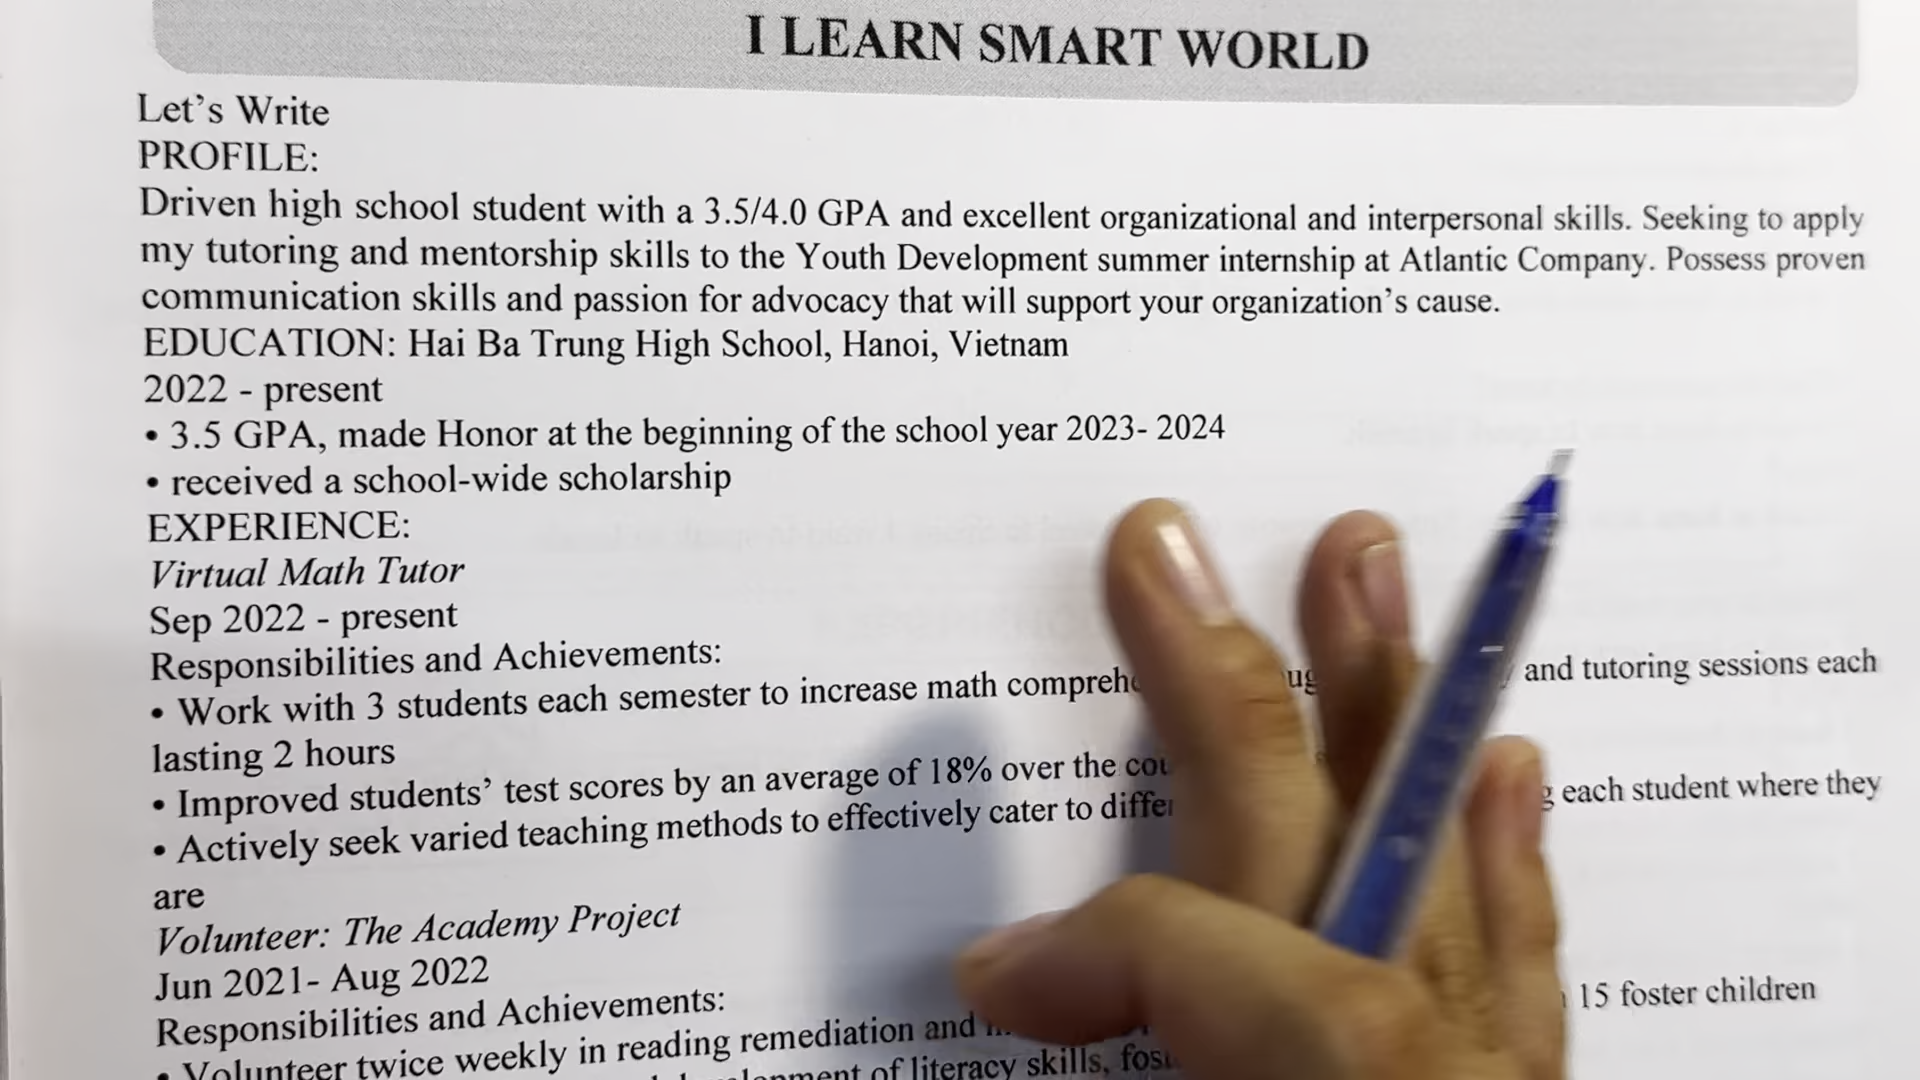 I LEARN SMART WORLD
Let's Write
PROFILE:
Driven high school student with a 3.5/4.0 GPA and excellent organizational and interpersonal skills. Seeking to apply
my tutoring and mentorship skills to the Youth Development summer internship at Atlantic Company. Possess proven
communication skills and passion for advocacy that will support your organization's cause.
EDUCATION: Hai Ba Trung High School, Hanoi, Vietnam
2022 - present
• 3.5 GPA, made Honor at the beginning of the school year 2023- 2024
• received a school-wide scholarship
EXPERIENCE:
Virtual Math Tutor
Sep 2022 - present
Responsibilities and Achievements:
• Work with 3 students each semester to increase math and tutoring sessions each
lasting 2 hours
• Improved students' test scores by an average of 18% over the
• Actively seek varied teaching methods to effectively cater to each student where they
are
Volunteer: The Academy Project
Jun 2021- Aug 2022
Responsibilities and Achievements:
• Volunteer twice weekly in reading remediation and 15 foster children
of literacy skills,